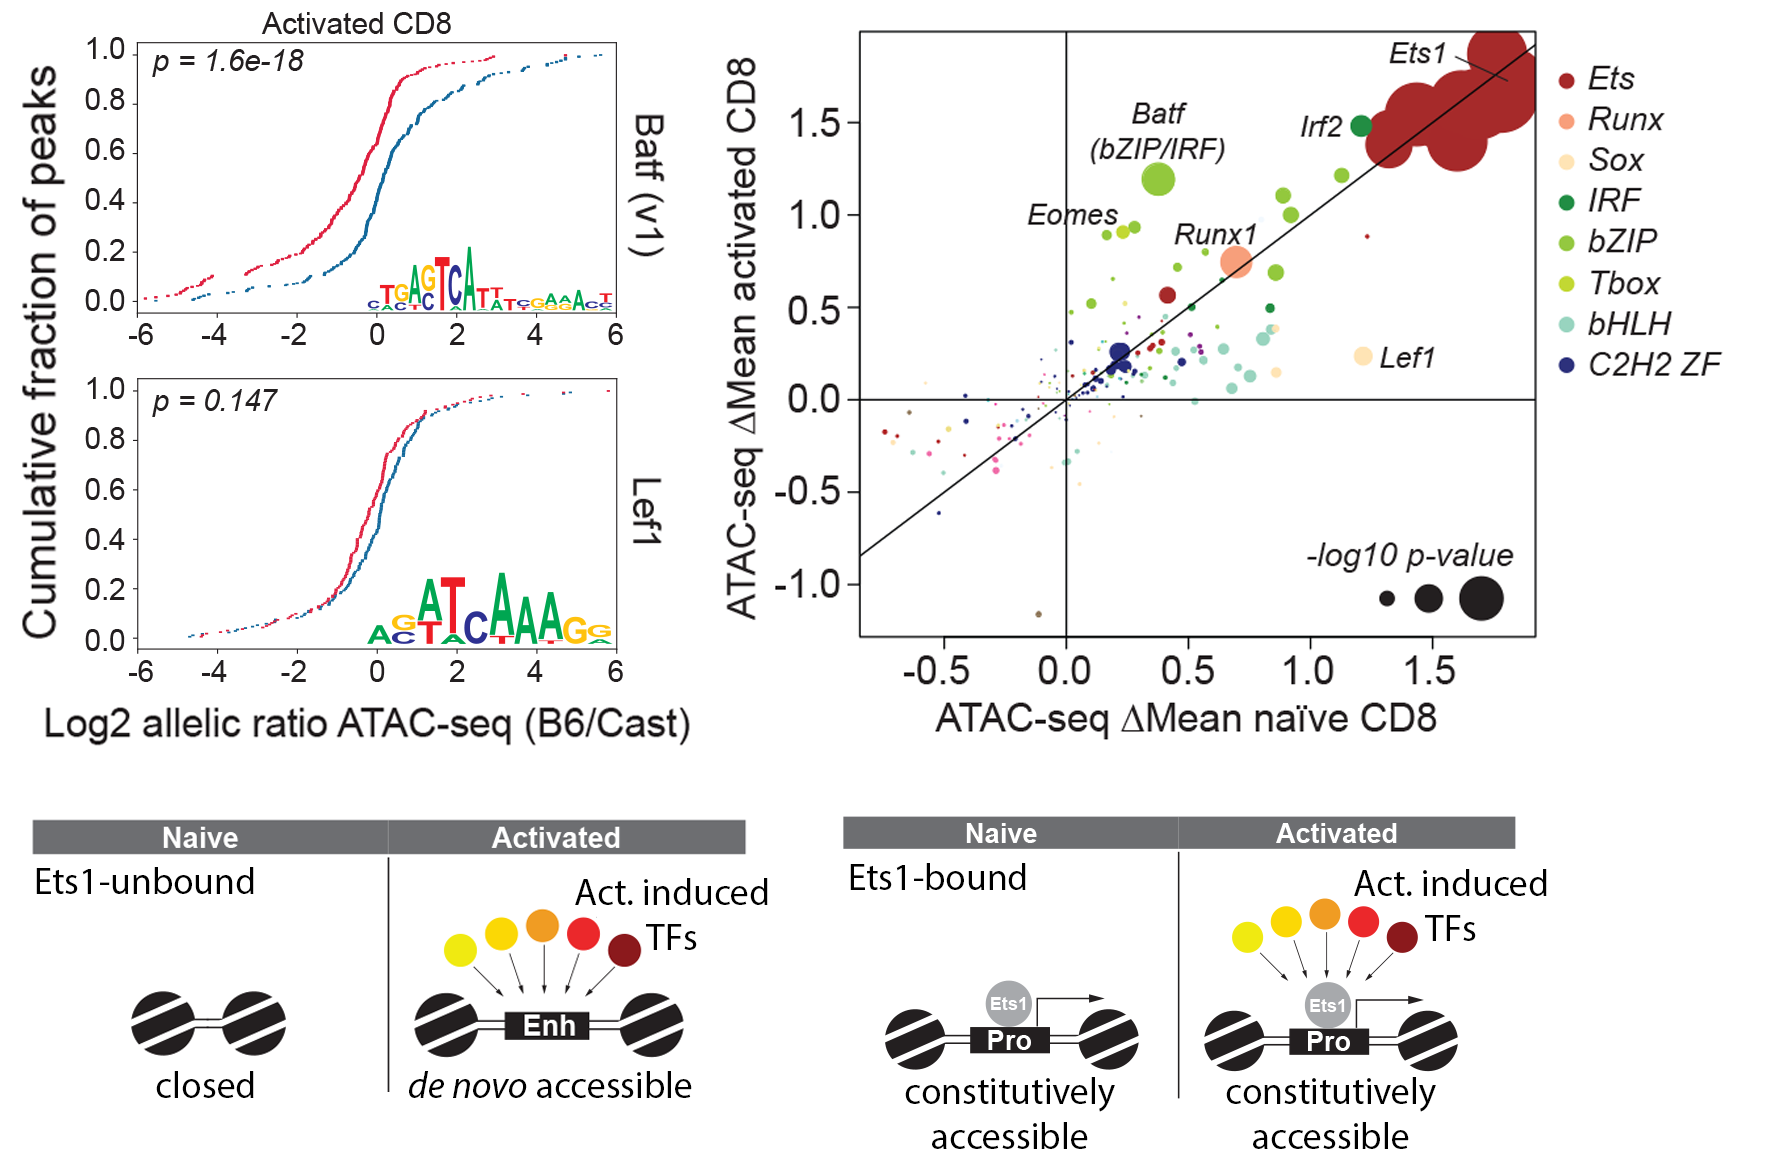 Activated CD8
Cumulative fraction of peaks
1.0
0.8
0.6
0.4
0.2
0.0
p = 1.6e-18
-6 -4 -2 0 2 4 6
Batf (v1)
1.0
0.8
0.6
0.4
0.2
0.0
p = 0.147
-6 -4 -2 0 2 4 6
Lef1
Log2 allelic ratio ATAC-seq (B6/Cast)
ATAC-seq ΔMean activated CD8
1.5
1.0
0.5
0.0
-0.5
-1.0
Ets1
Batf
(bZIP/IRF)
Irf2
Eomes
Runx1
Lef1
-log10 p-value
-0.5 0.0 0.5 1.0 1.5
ATAC-seq ΔMean naïve CD8
Ets
Runx
Sox
IRF
bZIP
Tbox
bHLH
C2H2 ZF
Naive Activated
Ets1-unbound
Act. induced
TFs
Enh
closed
de novo accessible
Naive Activated
Ets1-bound
Act. induced
TFs
Ets1
Pro
Ets1
Pro
constitutively
accessible
constitutively
accessible